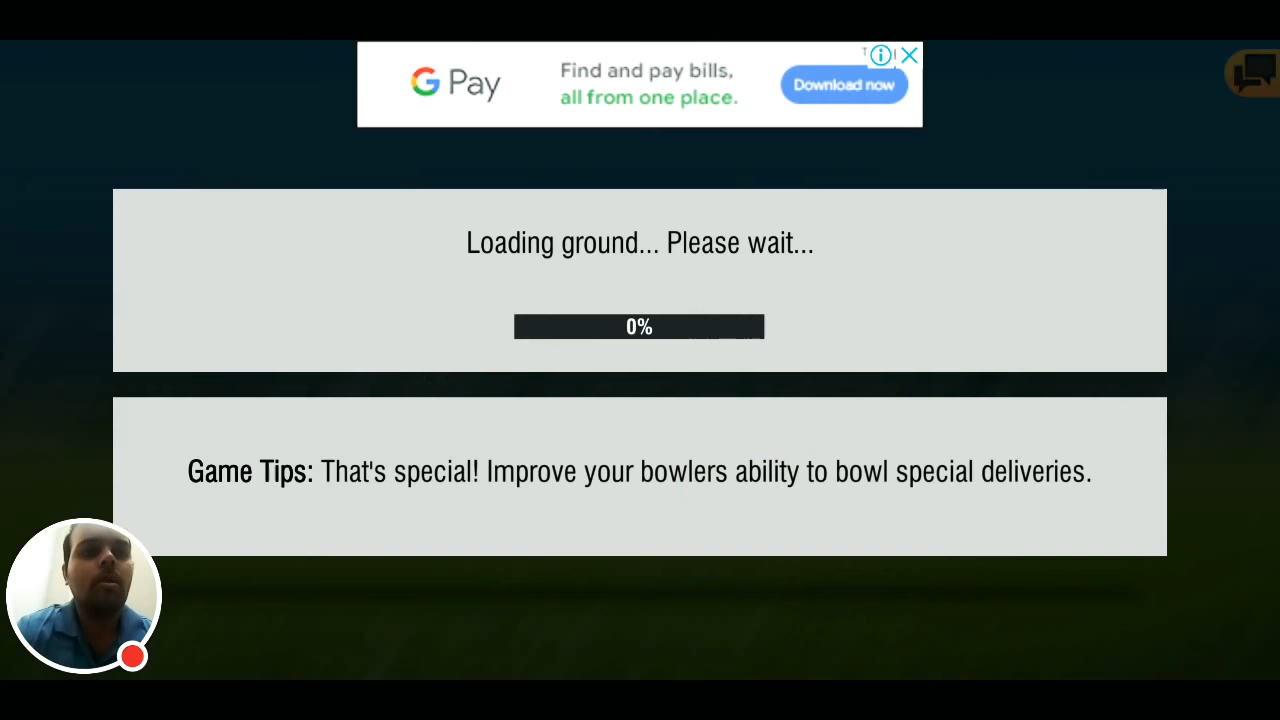 G Pay
Find and pay bills,
all from one place.
Download now
Loading ground... Please wait...
0%
Game Tips: That's special! Improve your bowlers ability to bowl special deliveries.